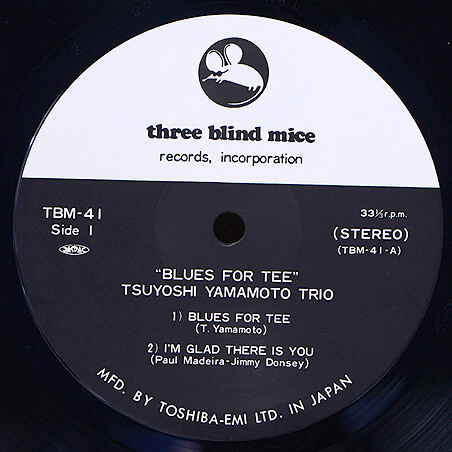 three blind mice
records, incorporation
TBM-41
Side 1
33⅓r.p.m.
(STEREO)
(TBM-41-A)
"BLUES FOR TEE"
TSUYOSHI YAMAMOTO TRIO
1) BLUES FOR TEE
(T. Yamamoto)
2) I'M GLAD THERE IS YOU
(Paul Madeira-Jimmy Donsey)
MFD. BY TOSHIBA-EMI LTD. IN JAPAN